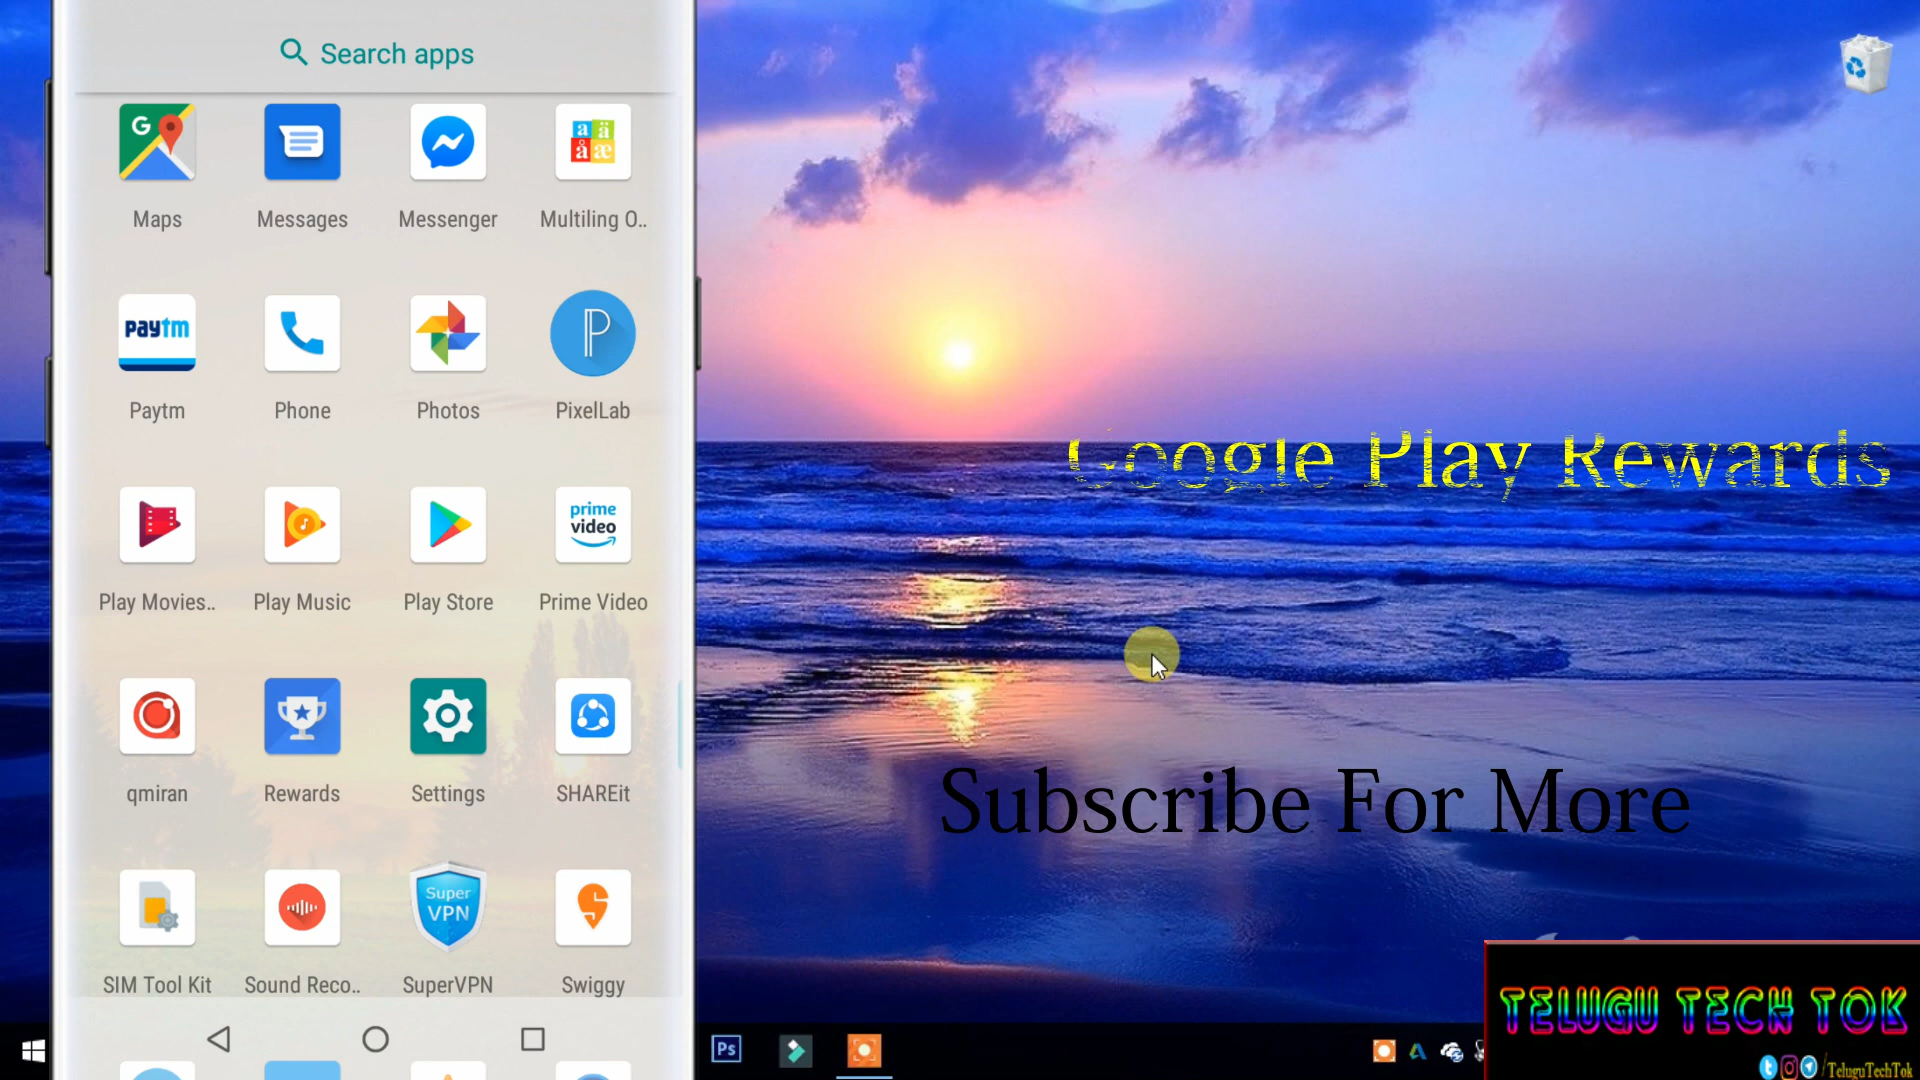 Search apps
G
a ä
å æ
Maps Messages Messenger Multiling O..
paytm
P
Paytm Phone Photos PixelLab
prime
video
Play Movies.. Play Music Play Store Prime Video
qmiran Rewards Settings SHAREit
Super
VPN
SIM Tool Kit Sound Reco.. SuperVPN Swiggy
Google Play Rewards
Subscribe For More
Ps
TELUGU TECH TOK
/TeluguTechTok